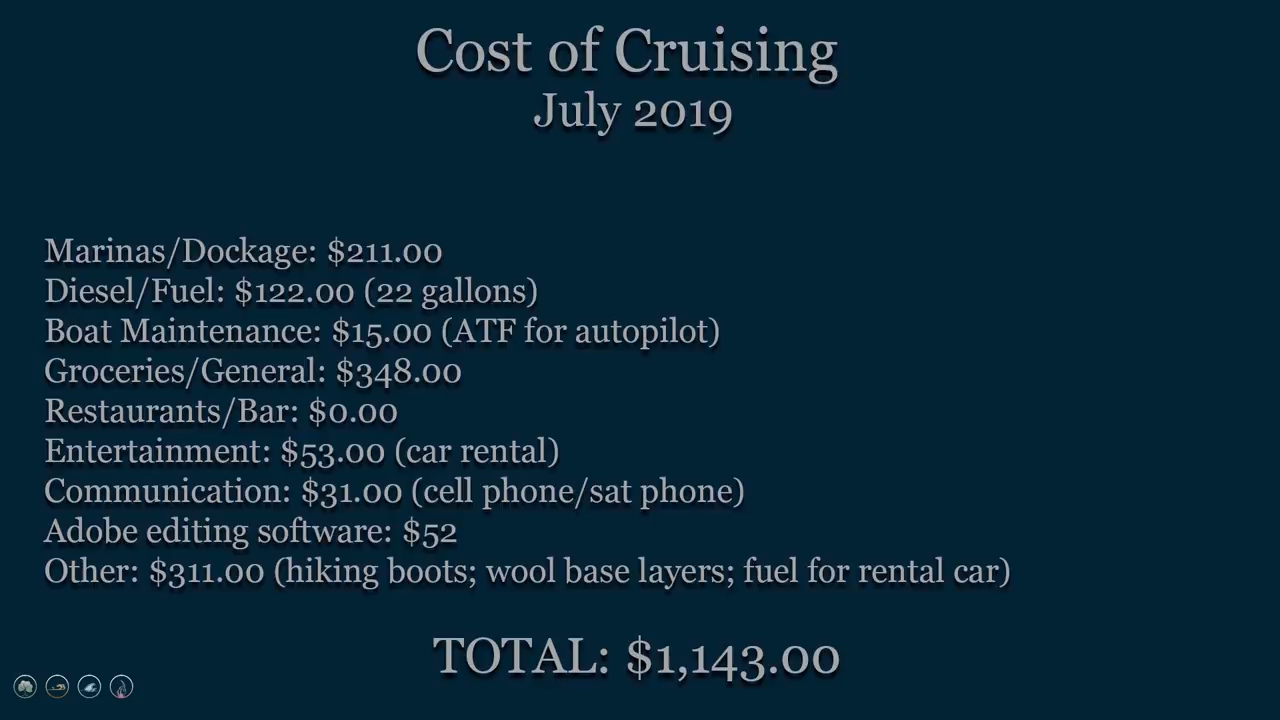 Cost of Cruising
July 2019
Marinas/Dockage: $211.00
Diesel/Fuel: $122.00 (22 gallons)
Boat Maintenance: $15.00 (ATF for autopilot)
Groceries/General: $348.00
Restaurants/Bar: $0.00
Entertainment: $53.00 (car rental)
Communication: $31.00 (cell phone/sat phone)
Adobe editing software: $52
Other: $311.00 (hiking boots; wool base layers; fuel for rental car)
TOTAL: $1,143.00